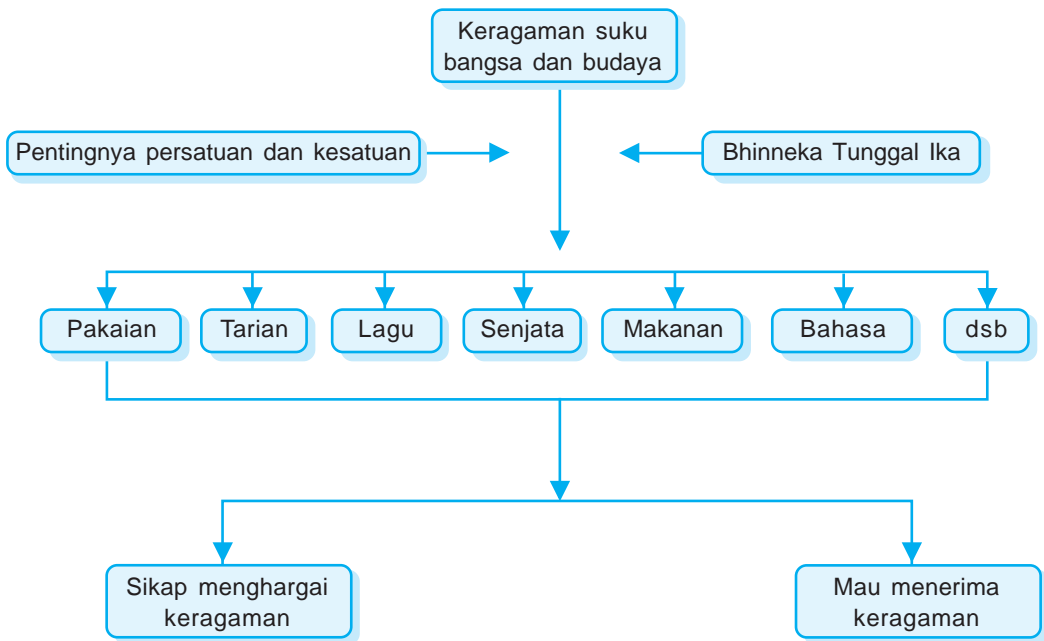 Keragaman suku
bangsa dan budaya
Pentingnya persatuan dan kesatuan
Bhinneka Tunggal Ika
Pakaian
Tarian
Lagu
Senjata
Makanan
Bahasa
dsb
Sikap menghargai
keragaman
Mau menerima
keragaman